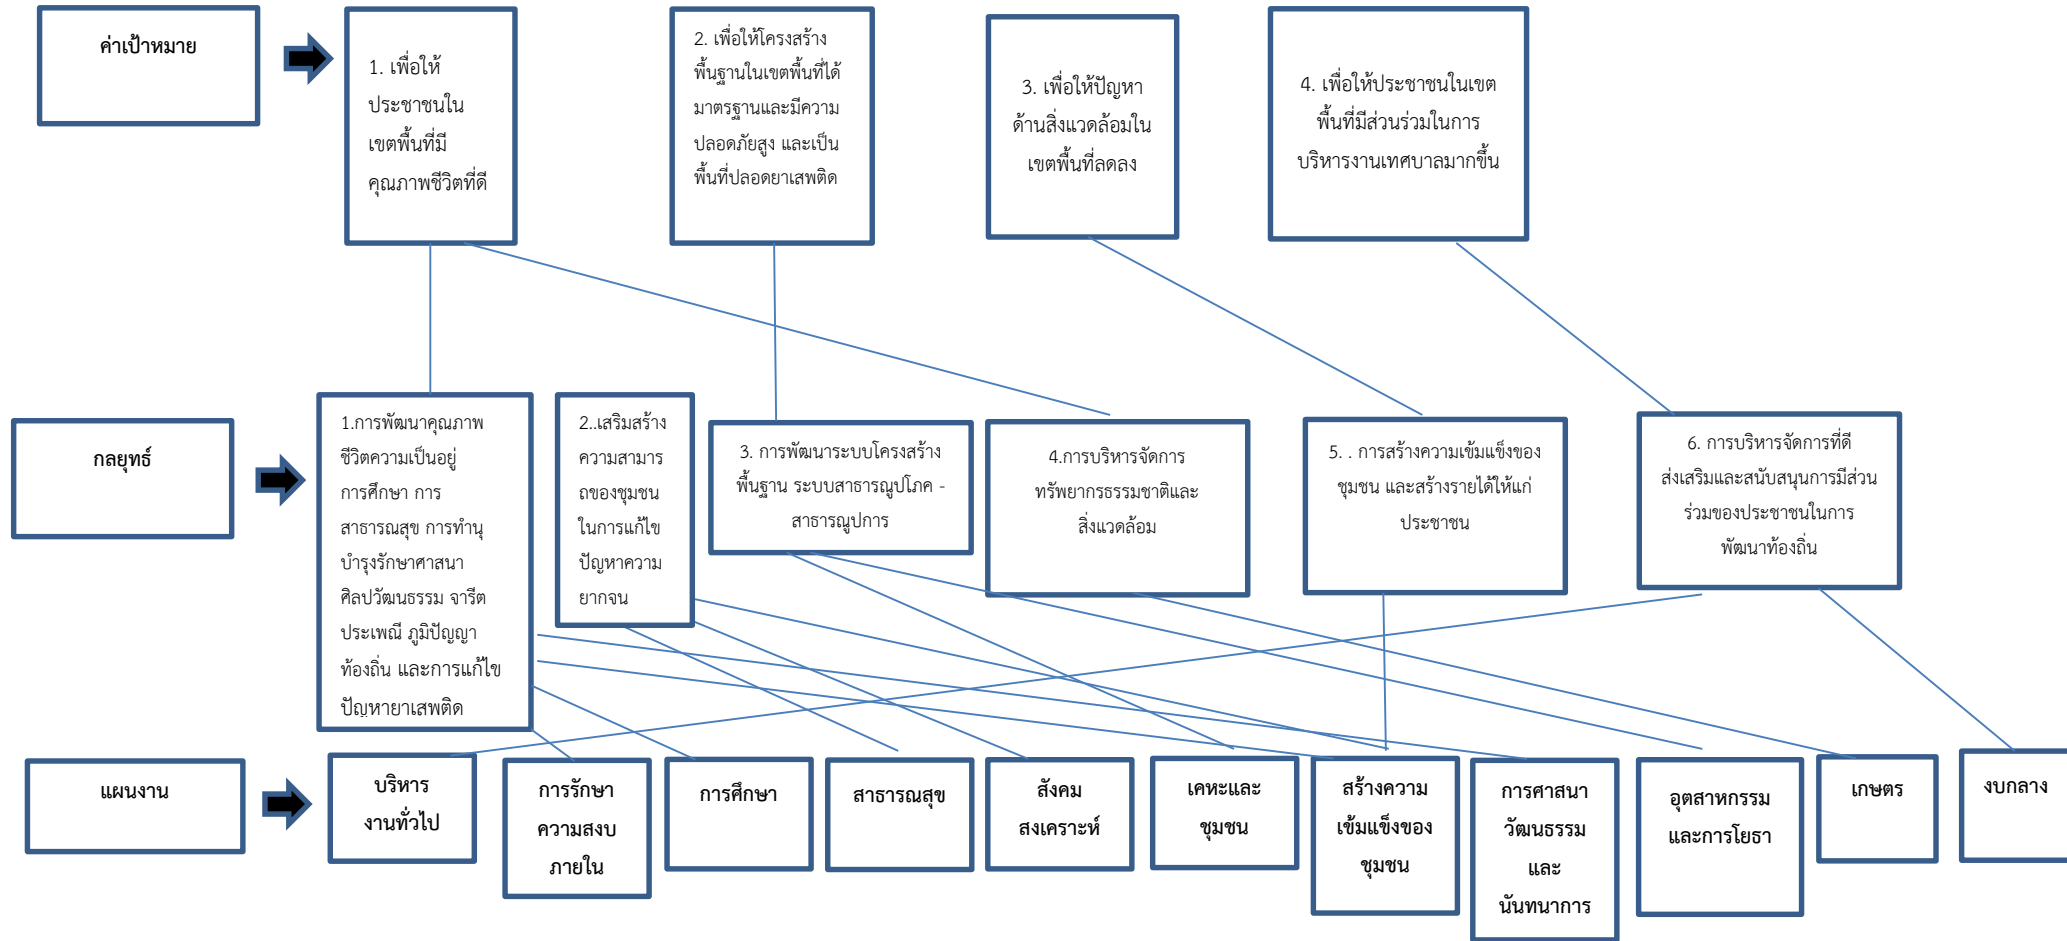 ค่าเป้าหมาย
1. เพื่อให้
ประชาชนใน
เขตพื้นที่มี
คุณภาพชีวิตที่ดี
2. เพื่อให้โครงสร้าง
พื้นฐานในเขตพื้นที่ได้
มาตรฐานและมีความ
ปลอดภัยสูง และเป็น
พื้นที่ปลอดยาเสพติด
3. เพื่อให้ปัญหา
ด้านสิ่งแวดล้อมใน
เขตพื้นที่ลดลง
4. เพื่อให้ประชาชนในเขต
พื้นที่มีส่วนร่วมในการ
บริหารงานเทศบาลมากขึ้น
กลยุทธ์
1.การพัฒนาคุณภาพ
ชีวิตความเป็นอยู่
การศึกษา การ
สาธารณสุข การทำนุ
บำรุงรักษาศาสนา
ศิลปวัฒนธรรม จารีต
ประเพณี ภูมิปัญญา
ท้องถิ่น และการแก้ไข
ปัญหายาเสพติด
2..เสริมสร้าง
ความสามาร
ถของชุมชน
ในการแก้ไข
ปัญหาความ
ยากจน
3. การพัฒนาระบบโครงสร้าง
พื้นฐาน ระบบสาธารณูปโภค -
สาธารณูปการ
4.การบริหารจัดการ
ทรัพยากรธรรมชาติและ
สิ่งแวดล้อม
5. . การสร้างความเข้มแข็งของ
ชุมชน และสร้างรายได้ให้แก่
ประชาชน
6. การบริหารจัดการที่ดี
ส่งเสริมและสนับสนุนการมีส่วน
ร่วมของประชาชนในการ
พัฒนาท้องถิ่น
แผนงาน
บริหาร
งานทั่วไป
การรักษา
ความสงบ
ภายใน
การศึกษา
สาธารณสุข
สังคม
สงเคราะห์
เคหะและ
ชุมชน
สร้างความ
เข้มแข็งของ
ชุมชน
การศาสนา
วัฒนธรรม
และ
นันทนาการ
อุตสาหกรรม
และการโยธา
เกษตร
งบกลาง